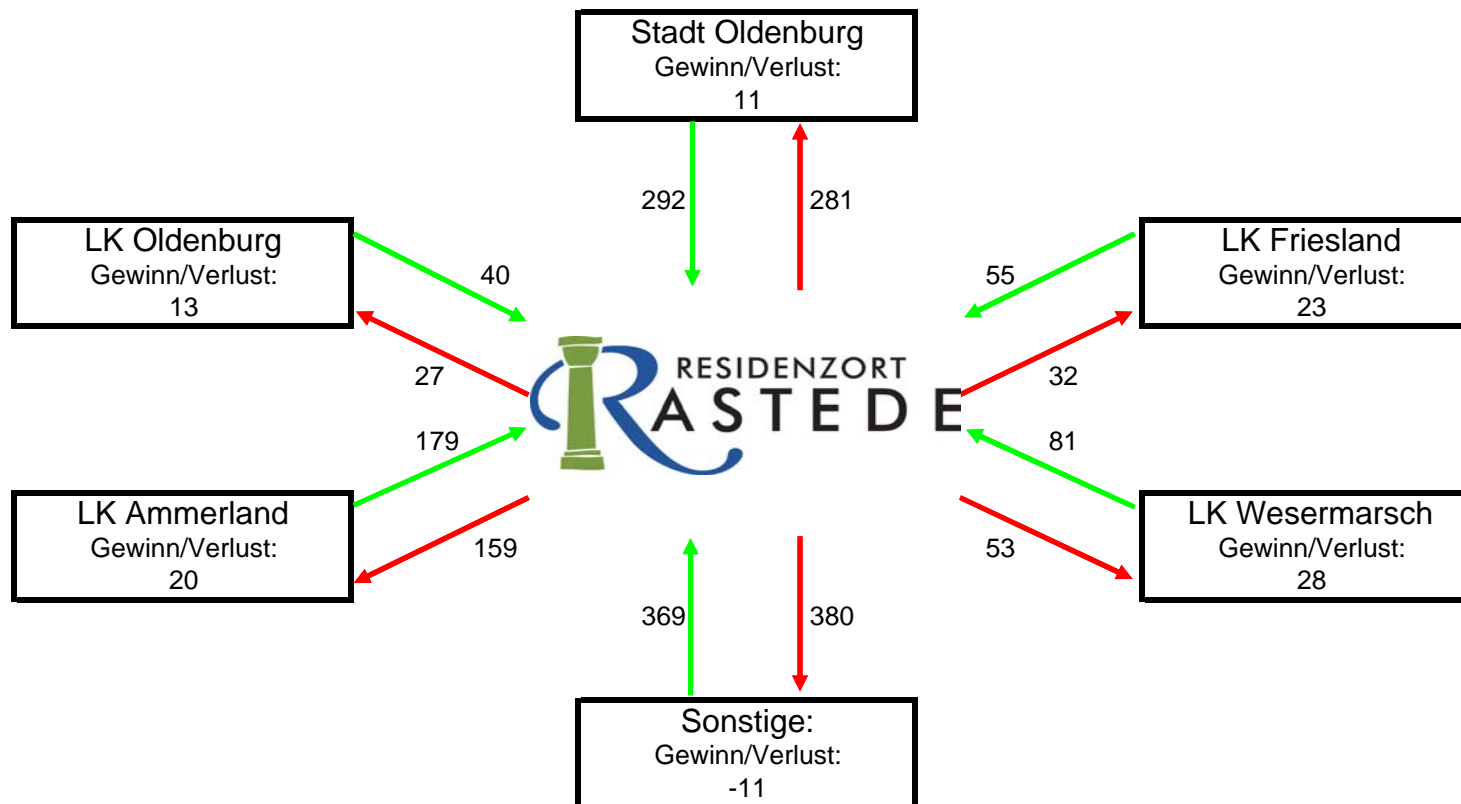 Stadt Oldenburg
Gewinn/Verlust:
11
292
281
LK Oldenburg
Gewinn/Verlust:
13
40
27
LK Friesland
Gewinn/Verlust:
23
55
32
RESIDENZORT
RASTEDE
LK Ammerland
Gewinn/Verlust:
20
179
159
LK Wesermarsch
Gewinn/Verlust:
28
81
53
369
380
Sonstige:
Gewinn/Verlust:
-11